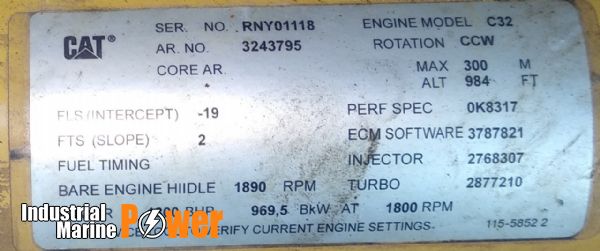 CAT®
SER. NO. RNY01118 ENGINE MODEL C32
AR. NO. 3243795 ROTATION CCW
CORE AR. MAX 300 M
ALT 984 FT
FLS (INTERCEPT) -19 PERF SPEC 0K8317
FTS (SLOPE) 2 ECM SOFTWARE 3787821
FUEL TIMING INJECTOR 2768307
BARE ENGINE HIIDLE 1890 RPM TURBO 2877210
BHP 969,5 BkW AT 1800 RPM
VERIFY CURRENT ENGINE SETTINGS. 115-5852 2
Industrial
Marine
Power